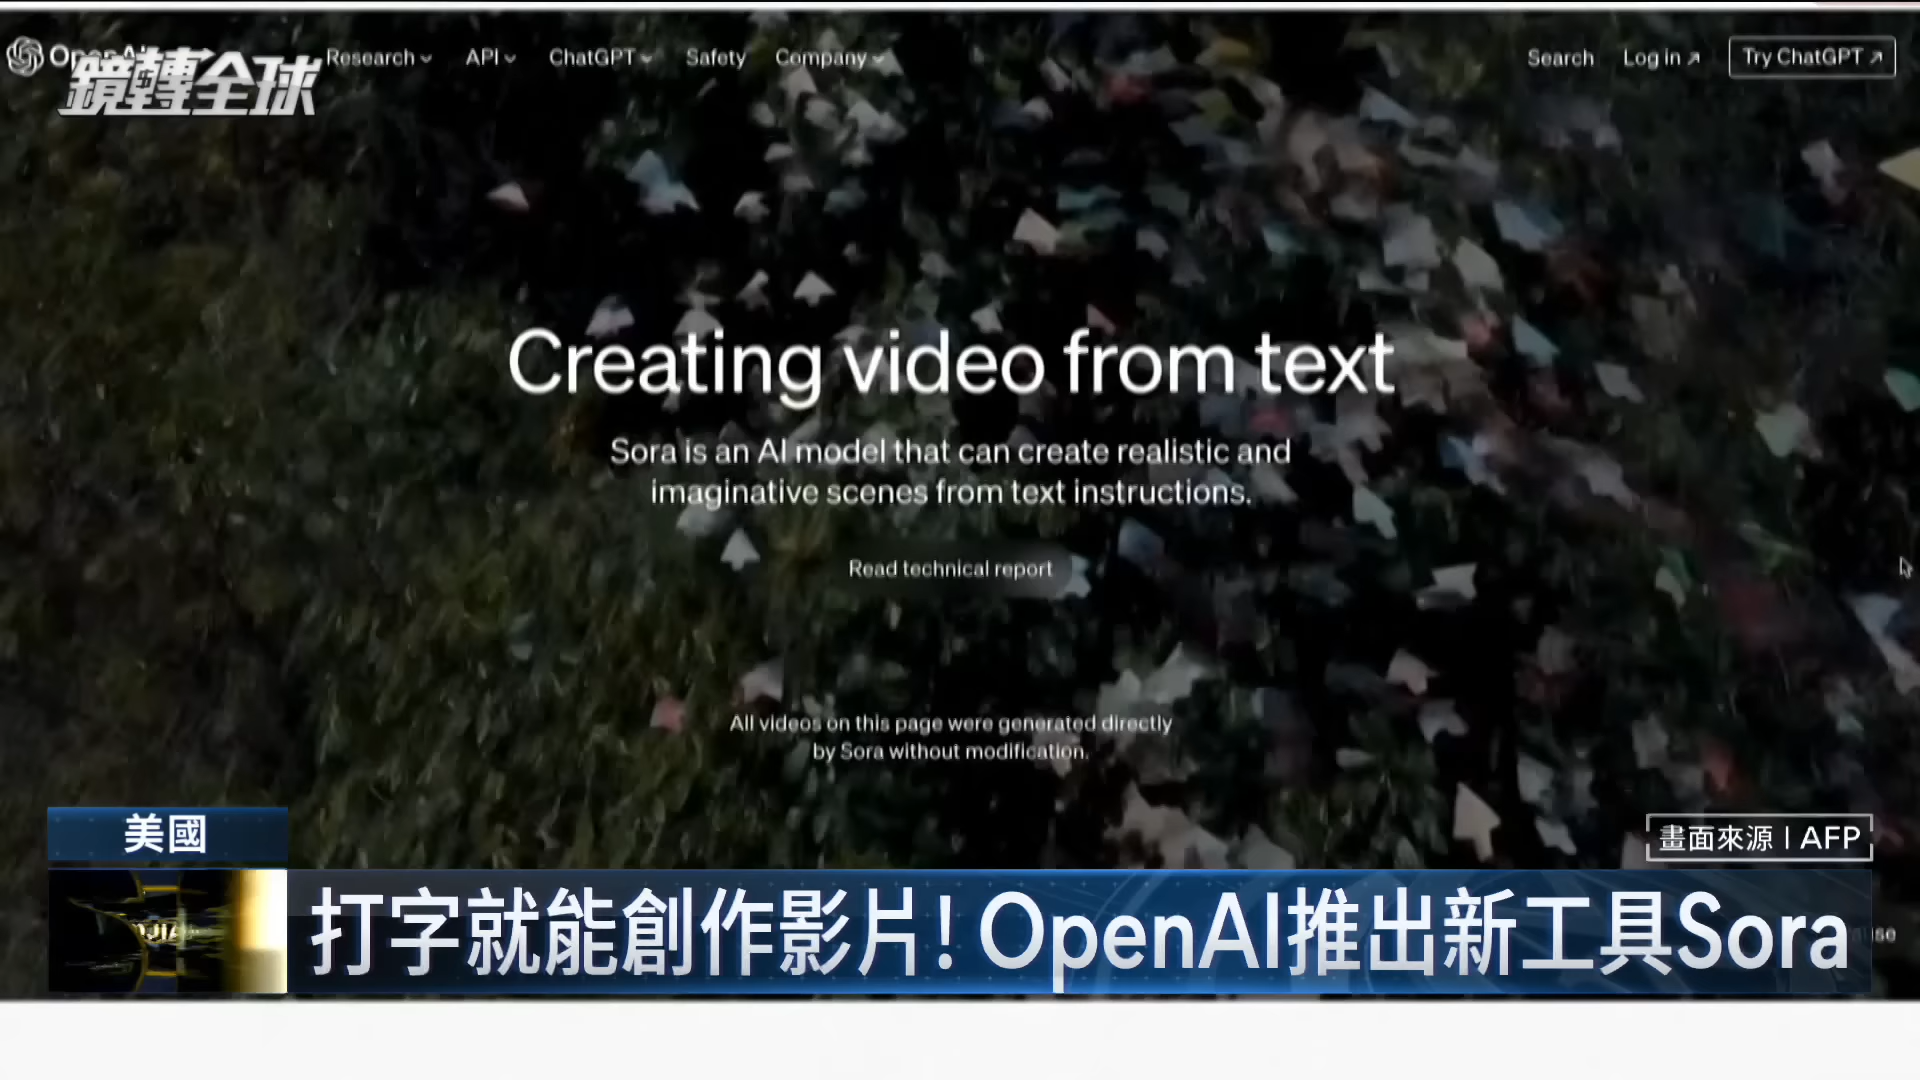 OpenAI
鏡轉全球
Research API ChatGPT Safety Company
Search Log in Try ChatGPT
Creating video from text
Sora is an AI model that can create realistic and
imaginative scenes from text instructions.
Read technical report
All videos on this page were generated directly
by Sora without modification.
美國
畫面來源 | AFP
打字就能創作影片! OpenAI推出新工具Sora